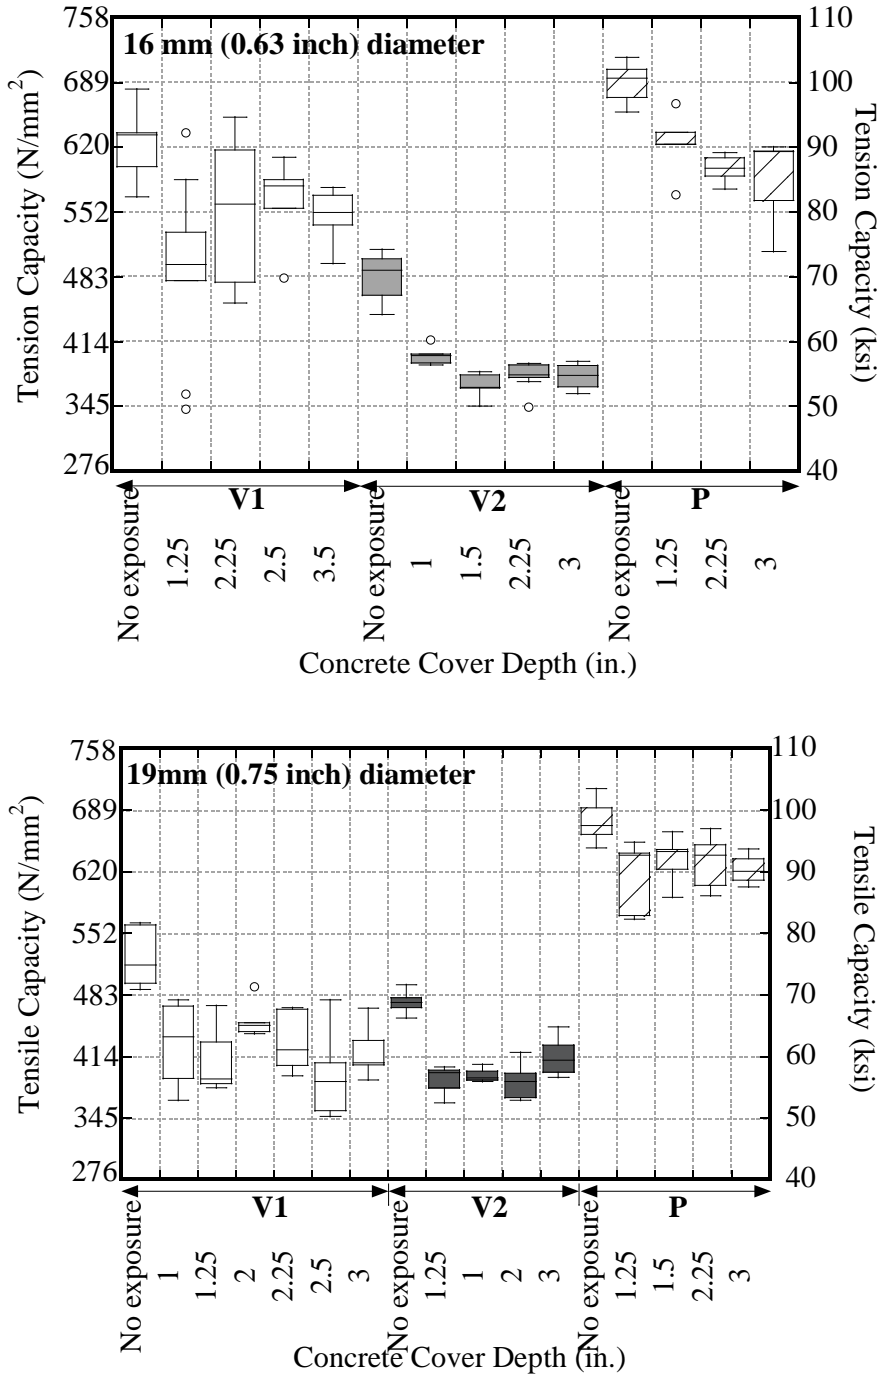 758
689
620
552
483
414
345
276
Tension Capacity (N/mm²)
16 mm (0.63 inch) diameter
110
100
90
80
70
60
50
40
Tension Capacity (ksi)
V1
V2
P
No exposure
1.25
2.25
2.5
3.5
No exposure
1
1.5
2.25
3
No exposure
1.25
2.25
3
Concrete Cover Depth (in.)
758
689
620
552
483
414
345
276
Tensile Capacity (N/mm²)
19mm (0.75 inch) diameter
110
100
90
80
70
60
50
40
Tensile Capacity (ksi)
V1
V2
P
No exposure
1
1.25
2
2.25
2.5
3
No exposure
1.25
1
2
3
No exposure
1.25
1.5
2.25
3
Concrete Cover Depth (in.)